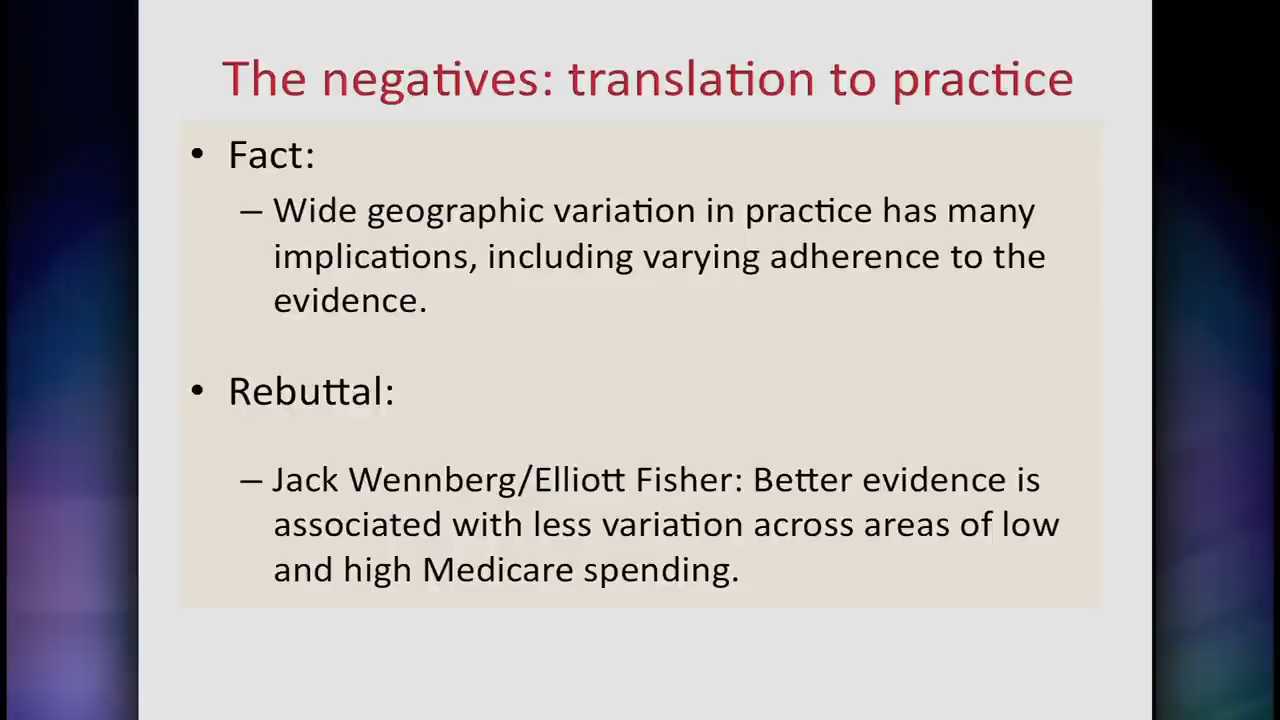 The negatives: translation to practice
• Fact:
– Wide geographic variation in practice has many
implications, including varying adherence to the
evidence.
• Rebuttal:
– Jack Wennberg/Elliott Fisher: Better evidence is
associated with less variation across areas of low
and high Medicare spending.